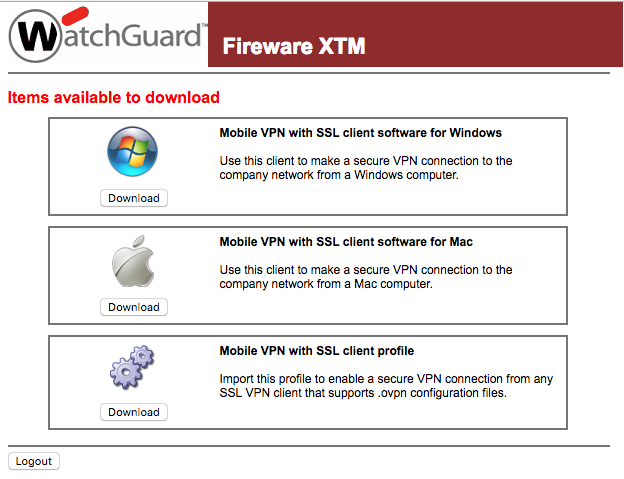 WatchGuard™
Fireware XTM
Items available to download
Mobile VPN with SSL client software for Windows
Use this client to make a secure VPN connection to the
company network from a Windows computer.
Download
Mobile VPN with SSL client software for Mac
Use this client to make a secure VPN connection to the
company network from a Mac computer.
Download
Mobile VPN with SSL client profile
Import this profile to enable a secure VPN connection from any
SSL VPN client that supports .ovpn configuration files.
Download
Logout